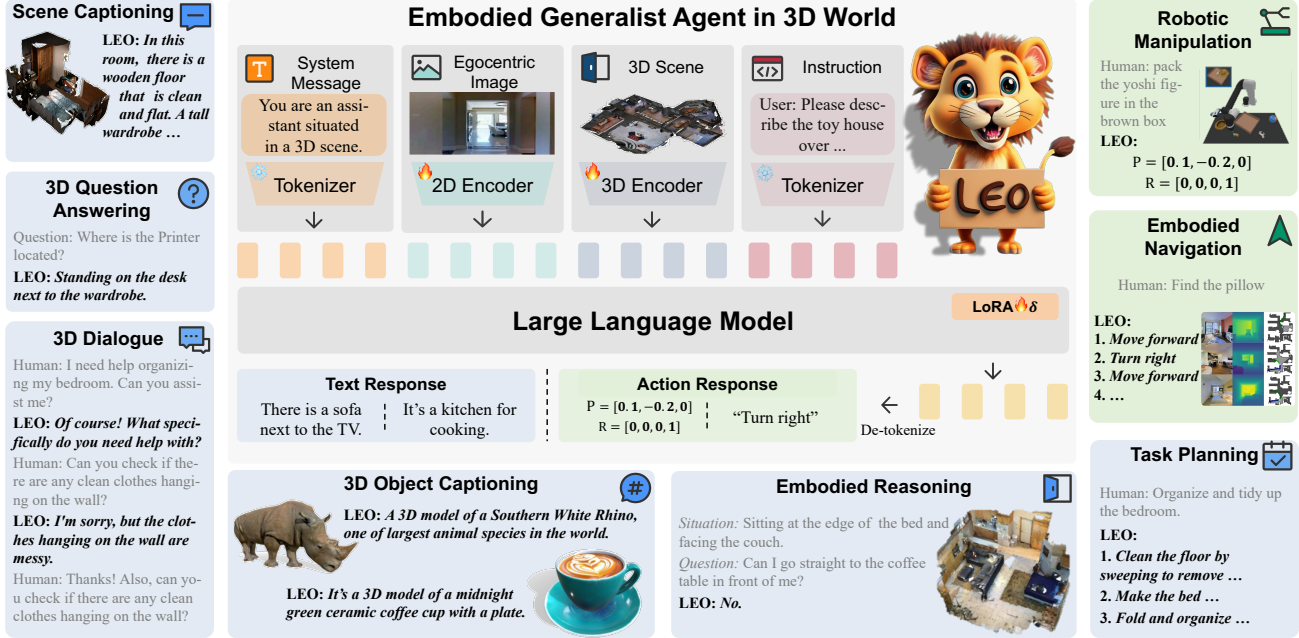 Scene Captioning
LEO: In this
room, there is a
wooden floor
that is clean
and flat. A tall
wardrobe …
3D Question
Answering
Question: Where is the Printer
located?
LEO: Standing on the desk
next to the wardrobe.
3D Dialogue
Human: I need help organizi-
ng my bedroom. Can you assi-
st me?
LEO: Of course! What speci-
fically do you need help with?
Human: Can you check if the-
re are any clean clothes hangi-
ng on the wall?
LEO: I'm sorry, but the clot-
hes hanging on the wall are
messy.
Human: Thanks! Also, can yo-
u check if there are any clean
clothes hanging on the wall?
Embodied Generalist Agent in 3D World
T
System
Message
You are an assi-
stant situated
in a 3D scene.
Tokenizer
Egocentric
Image
2D Encoder
3D Scene
3D Encoder
</>
Instruction
User: Please desc-
ribe the toy house
over ...
Tokenizer
LEO
Large Language Model
LoRA δ
De-tokenize
Text Response
There is a sofa
next to the TV.
It's a kitchen for
cooking.
Action Response
P = [0.1, −0.2, 0]
R = [0, 0, 0, 1]
“Turn right”
3D Object Captioning
#
LEO: A 3D model of a Southern White Rhino,
one of largest animal species in the world.
LEO: It's a 3D model of a midnight
green ceramic coffee cup with a plate.
Embodied Reasoning
Situation: Sitting at the edge of the bed and
facing the couch.
Question: Can I go straight to the coffee
table in front of me?
LEO: No.
Robotic
Manipulation
Human: pack
the yoshi fig-
ure in the
brown box
LEO:
P = [0.1, −0.2, 0]
R = [0, 0, 0, 1]
Embodied
Navigation
Human: Find the pillow
LEO:
1. Move forward
2. Turn right
3. Move forward
4. …
Task Planning
Human: Organize and tidy up
the bedroom.
LEO:
1. Clean the floor by
sweeping to remove …
2. Make the bed …
3. Fold and organize …